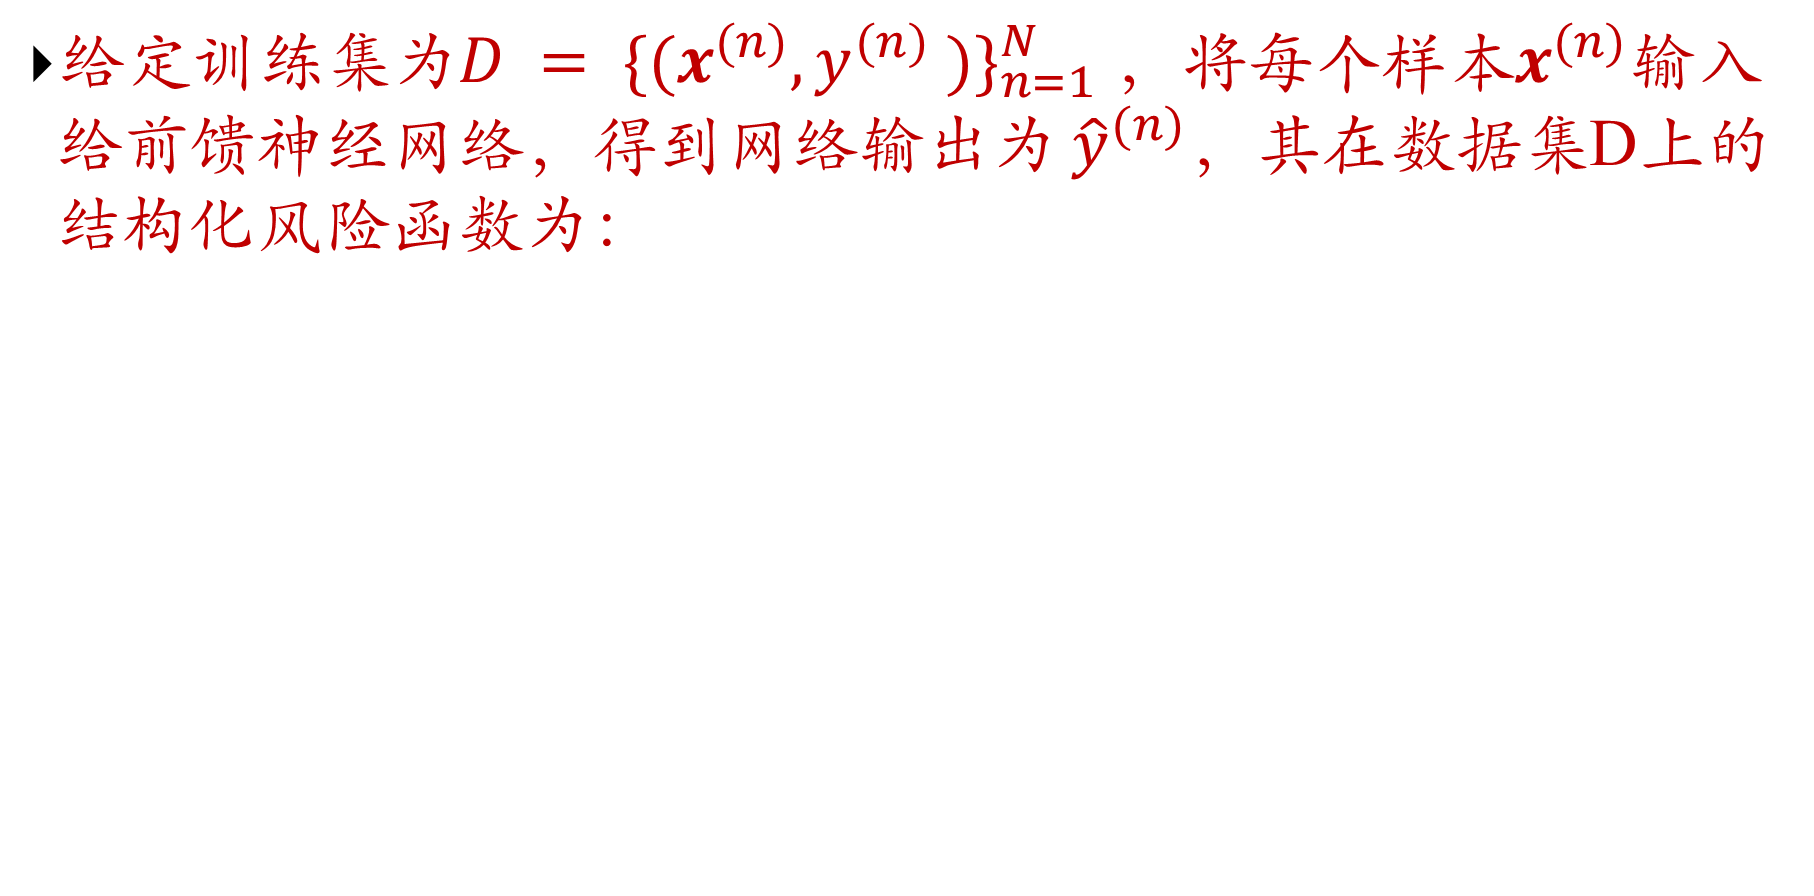 给定训练集为D = {(x^(n), y^(n) )}_{n=1}^N ，将每个样本x^(n)输入
给前馈神经网络，得到网络输出为 ŷ^(n)，其在数据集D上的
结构化风险函数为：